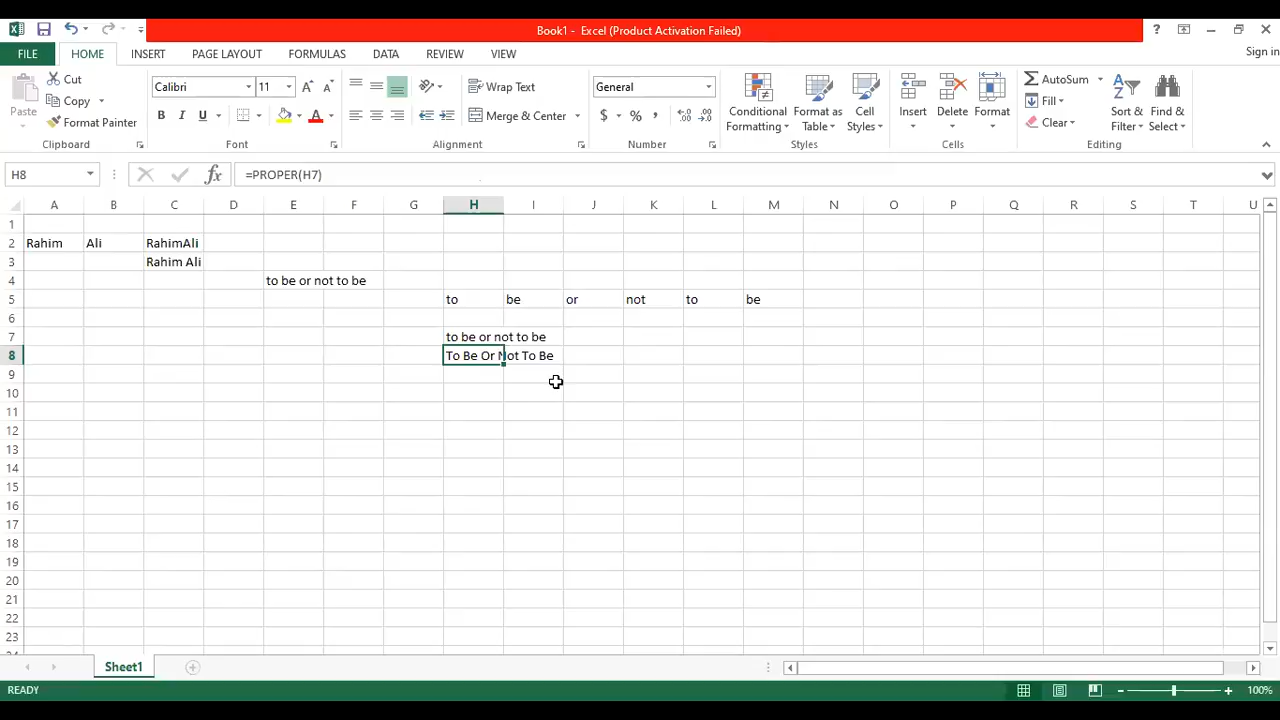 Book1 - Excel (Product Activation Failed)
?
FILE HOME INSERT PAGE LAYOUT FORMULAS DATA REVIEW VIEW Sign in
Paste
Cut
Copy
Format Painter
Clipboard
Calibri 11
B I U
Font
Wrap Text
Merge & Center
Alignment
General
$ % ,
Number
Conditional Formatting
Format as Table
Cell Styles
Styles
Insert
Delete
Format
Cells
AutoSum
Fill
Clear
Sort & Filter
Find & Select
Editing
H8 fx =PROPER(H7)
A B C D E F G H I J K L M N O P Q R S T U
1
2 Rahim Ali RahimAli
3 Rahim Ali
4 to be or not to be
5 to be or not to be
6
7 to be or not to be
8 To Be Or Not To Be
9
10
11
12
13
14
15
16
17
18
19
20
21
22
23
Sheet1
READY 100%